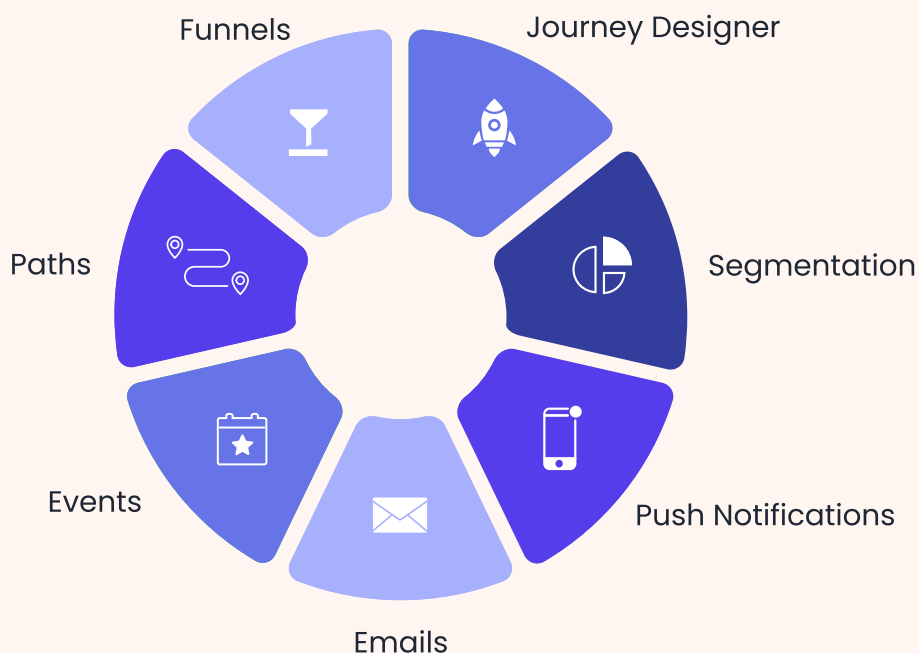 Funnels
Journey Designer
Paths
Segmentation
Events
Push Notifications
Emails